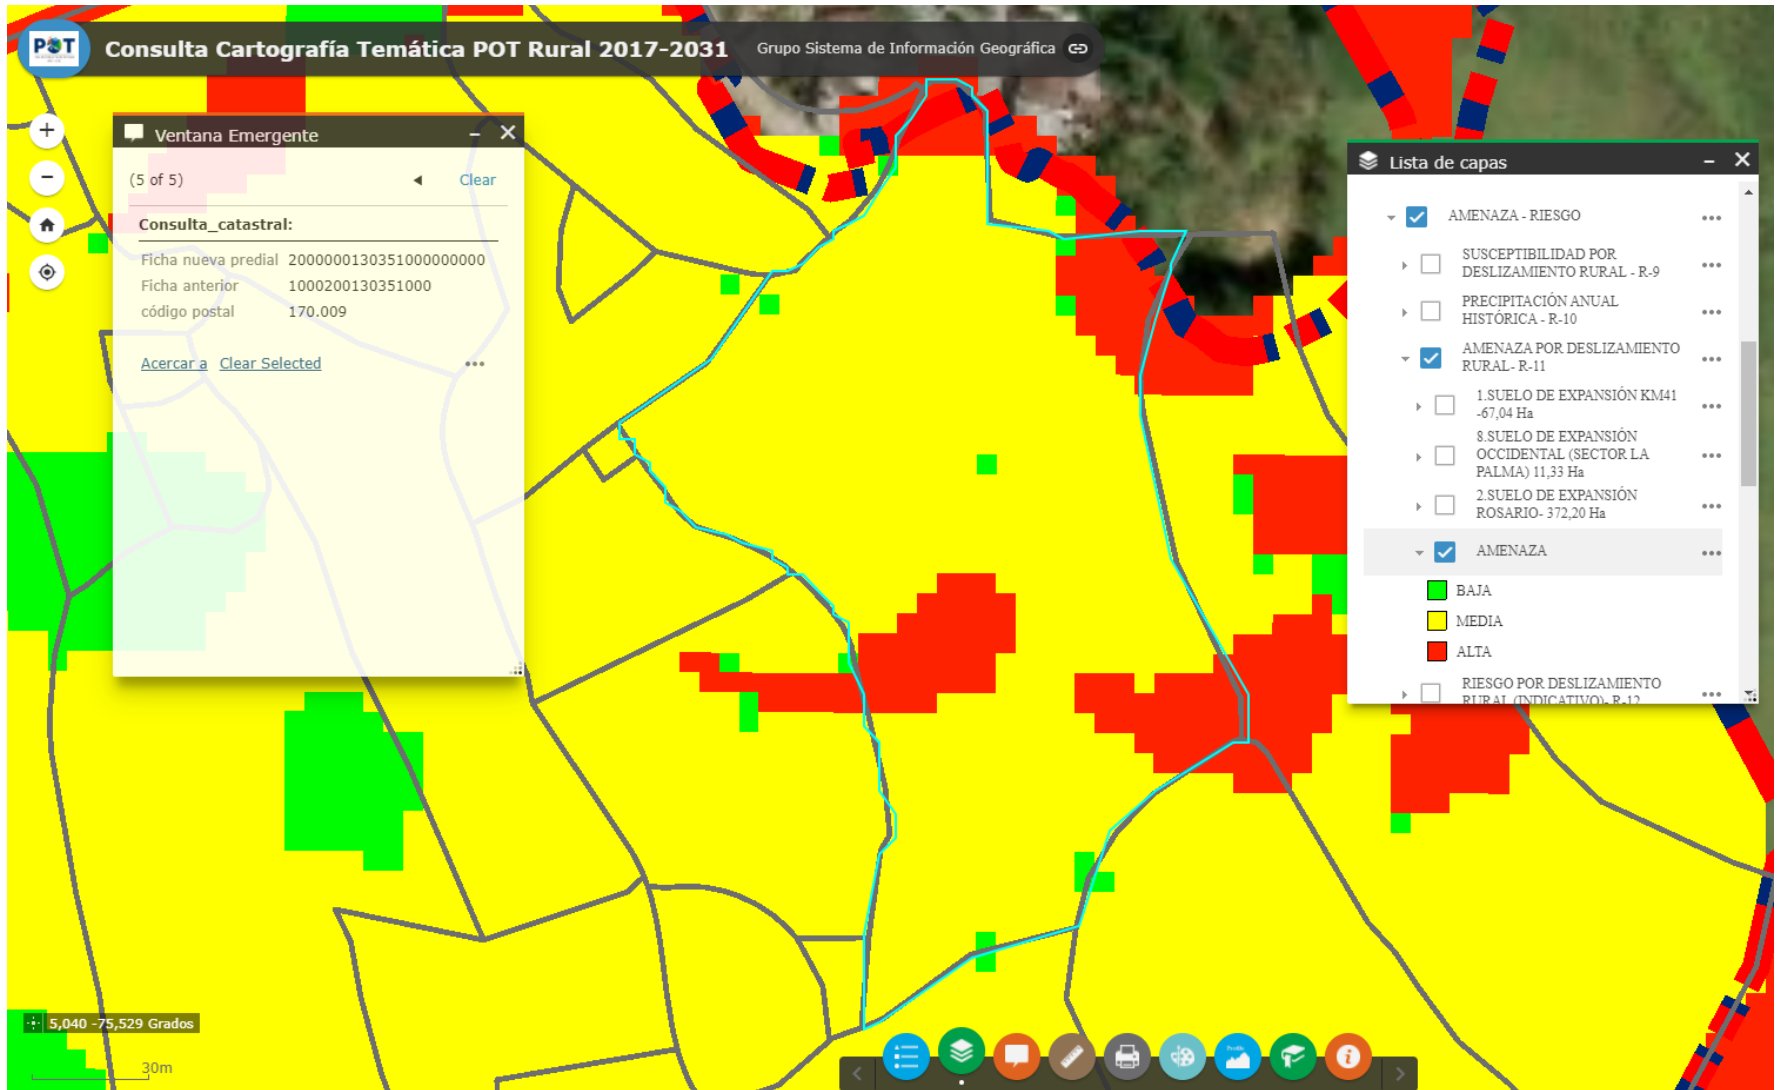 POT
Consulta Cartografía Temática POT Rural 2017-2031
Grupo Sistema de Información Geográfica
Ventana Emergente
(5 of 5)
Clear
Consulta_catastral:
Ficha nueva predial 2000000130351000000000
Ficha anterior 1000200130351000
código postal 170.009
Acercar a Clear Selected
Lista de capas
AMENAZA - RIESGO
SUSCEPTIBILIDAD POR
DESLIZAMIENTO RURAL - R-9
PRECIPITACIÓN ANUAL
HISTÓRICA - R-10
AMENAZA POR DESLIZAMIENTO
RURAL- R-11
1.SUELO DE EXPANSIÓN KM41
-67,04 Ha
8.SUELO DE EXPANSIÓN
OCCIDENTAL (SECTOR LA
PALMA) 11,33 Ha
2.SUELO DE EXPANSIÓN
ROSARIO- 372,20 Ha
AMENAZA
BAJA
MEDIA
ALTA
RIESGO POR DESLIZAMIENTO
RURAL (INDICATIVO)- R-12
5,040 -75,529 Grados
30m